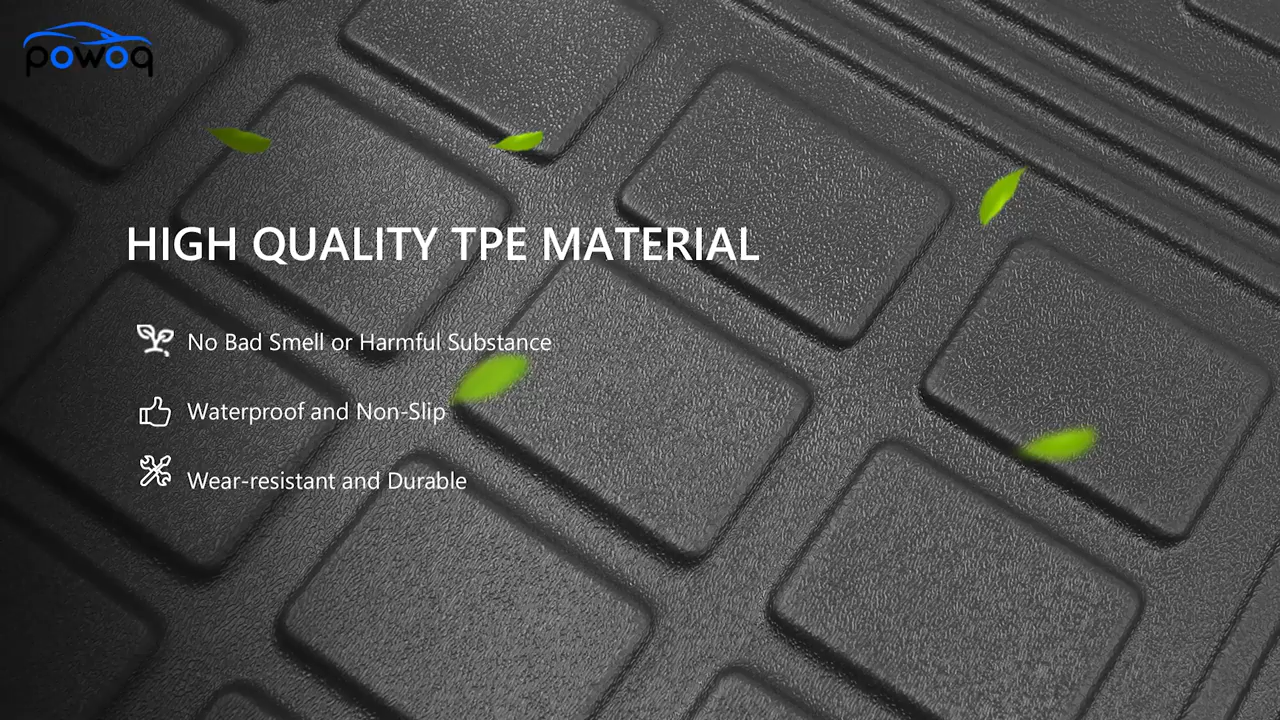 powoq
HIGH QUALITY TPE MATERIAL
No Bad Smell or Harmful Substance
Waterproof and Non-Slip
Wear-resistant and Durable